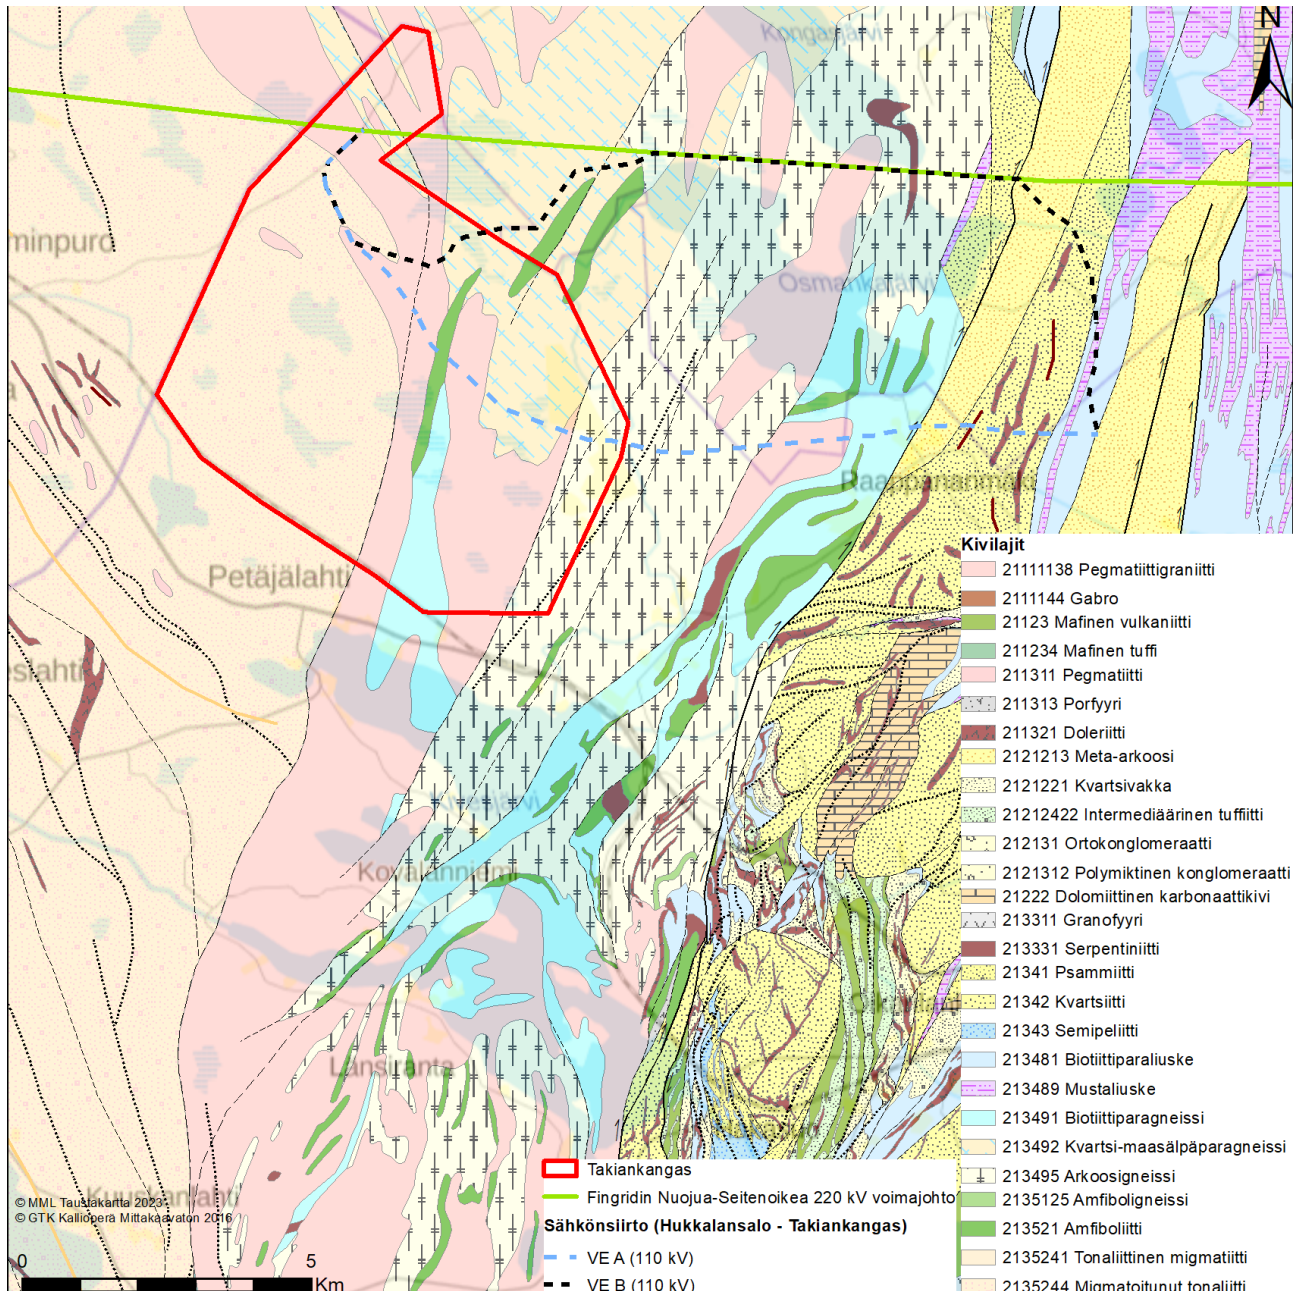 Kongasjärvi
N
minpuro
Osmankajärvi
Raappananmäki
Petäjälahti
eslahti
Kivesjärvi
Kovalanniemi
Länsiranta
Kuuskanlahti
Kivilajit
21111138 Pegmatiittigraniitti
2111144 Gabro
21123 Mafinen vulkaniitti
211234 Mafinen tuffi
211311 Pegmatiitti
211313 Porfyyri
211321 Doleriitti
2121213 Meta-arkoosi
2121221 Kvartsivakka
21212422 Intermediäärinen tuffiitti
212131 Ortokonglomeraatti
2121312 Polymiktinen konglomeraatti
21222 Dolomiittinen karbonaattikivi
213311 Granofyyri
213331 Serpentiniitti
21341 Psammiitti
21342 Kvartsiitti
21343 Semipeliitti
213481 Biotiittiparaliuske
213489 Mustaliuske
213491 Biotiittiparagneissi
213492 Kvartsi-maasälpäparagneissi
213495 Arkoosigneissi
2135125 Amfiboligneissi
213521 Amfiboliitti
2135241 Tonaliittinen migmatiitti
2135244 Migmatoitunut tonaliitti
Takiankangas
Fingridin Nuojua-Seitenoikea 220 kV voimajohto
Sähkönsiirto (Hukkalansalo - Takiankangas)
VE A (110 kV)
VE B (110 kV)
© MML Taustakartta 2023
© GTK Kallioperä Mittakaavaton 2016
0 5
Km